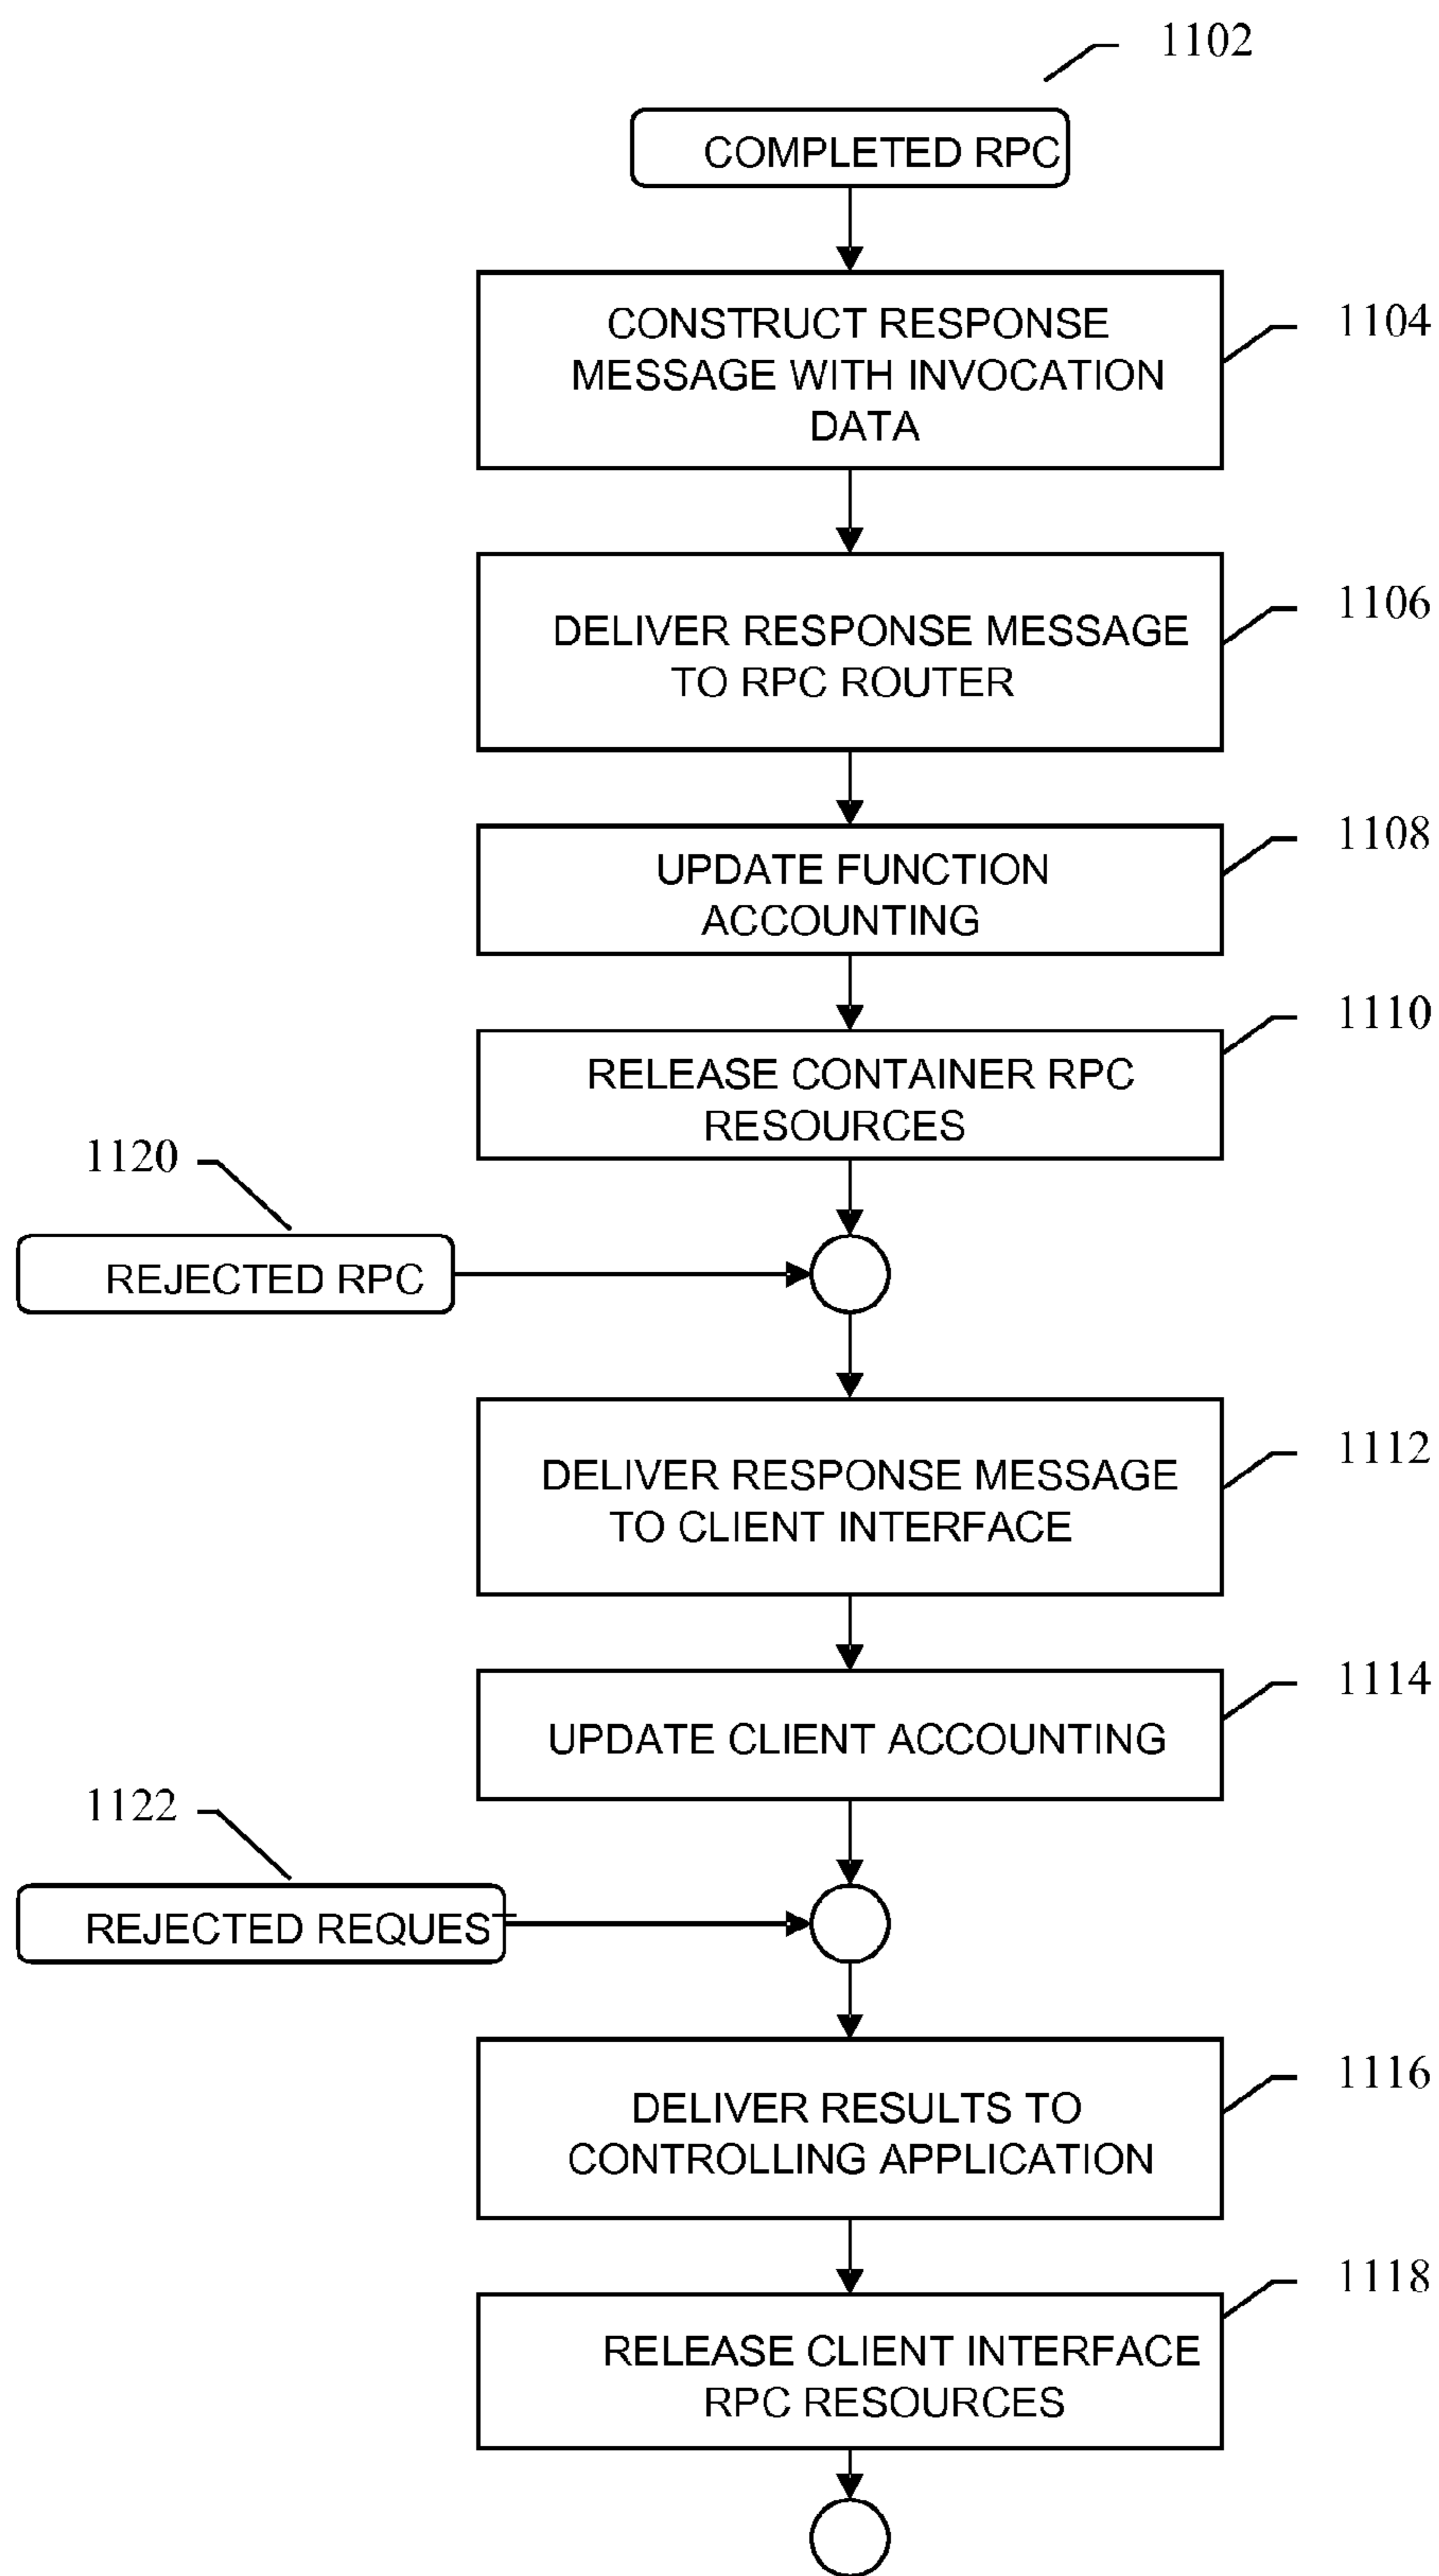 1102
COMPLETED RPC
CONSTRUCT RESPONSE
MESSAGE WITH INVOCATION
DATA
1104
DELIVER RESPONSE MESSAGE
TO RPC ROUTER
1106
UPDATE FUNCTION
ACCOUNTING
1108
RELEASE CONTAINER RPC
RESOURCES
1110
1120
REJECTED RPC
DELIVER RESPONSE MESSAGE
TO CLIENT INTERFACE
1112
UPDATE CLIENT ACCOUNTING
1114
1122
REJECTED REQUEST
DELIVER RESULTS TO
CONTROLLING APPLICATION
1116
RELEASE CLIENT INTERFACE
RPC RESOURCES
1118